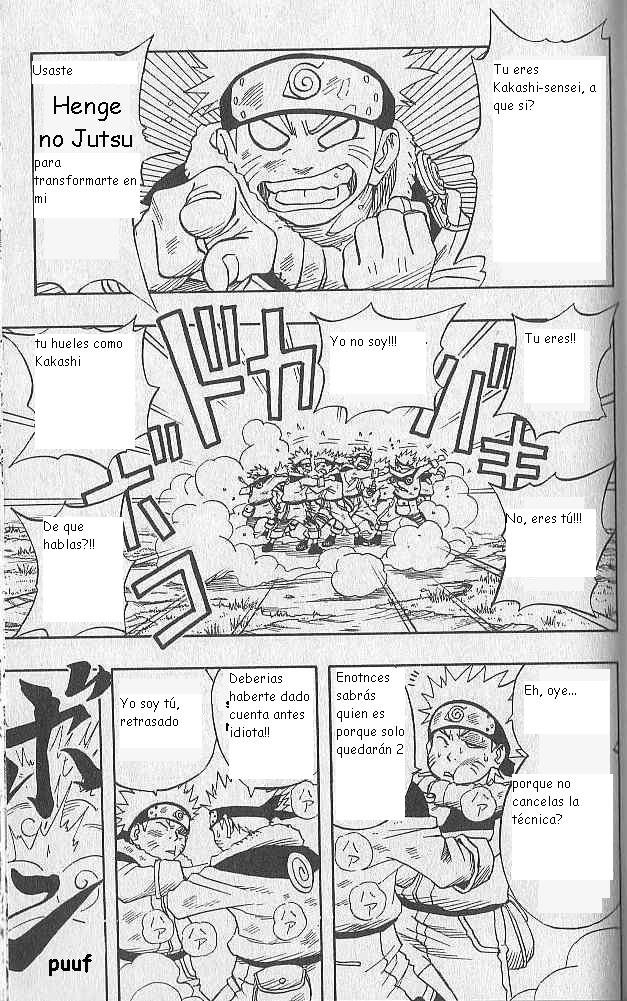 Tu eres
Kakashi-sensei, a
que si?
Usaste
Henge
no Jutsu
para
transformarte en
mi
Tu eres!!
Yo no soy!!!
tu hueles como
Kakashi
バキ
ドカ
No, eres tú!!!
De que
hablas?!!
Eh, oye...
porque no
cancelas la
técnica?
Enotnces
sabrás
quien es
porque solo
quedarán 2
Deberias
haberte dado
cuenta antes
idiota!!
Yo soy tú,
retrasado
ボン
puuf